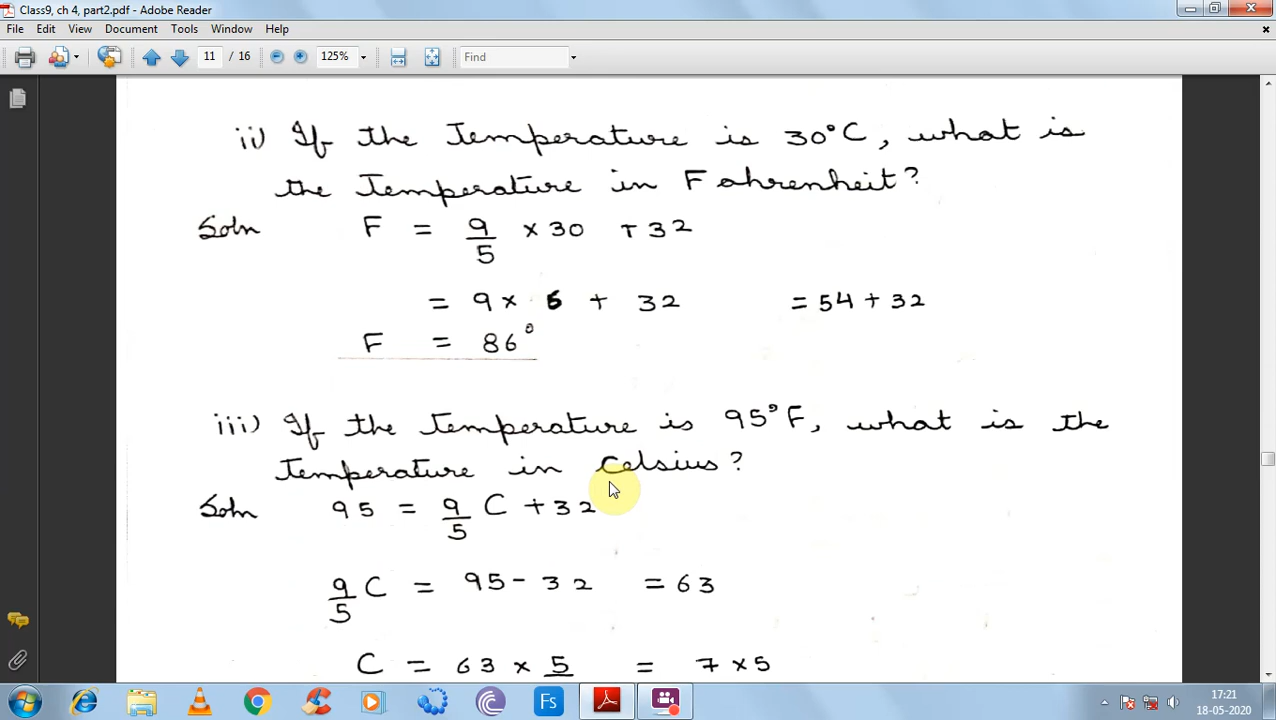 Class9, ch 4, part2.pdf - Adobe Reader
File Edit View Document Tools Window Help
11 / 16 125% Find
ii) If the Temperature is 30°C, what is
the Temperature in Fahrenheit?
Soln F = 9/5 × 30 + 32
= 9 × 6 + 32 = 54 + 32
F = 86°
iii) If the temperature is 95°F, what is the
temperature in Celsius?
Soln 95 = 9/5 C + 32
9/5 C = 95 - 32 = 63
C = 63 × 5 = 7 × 5
Fs
17:21
18-05-2020